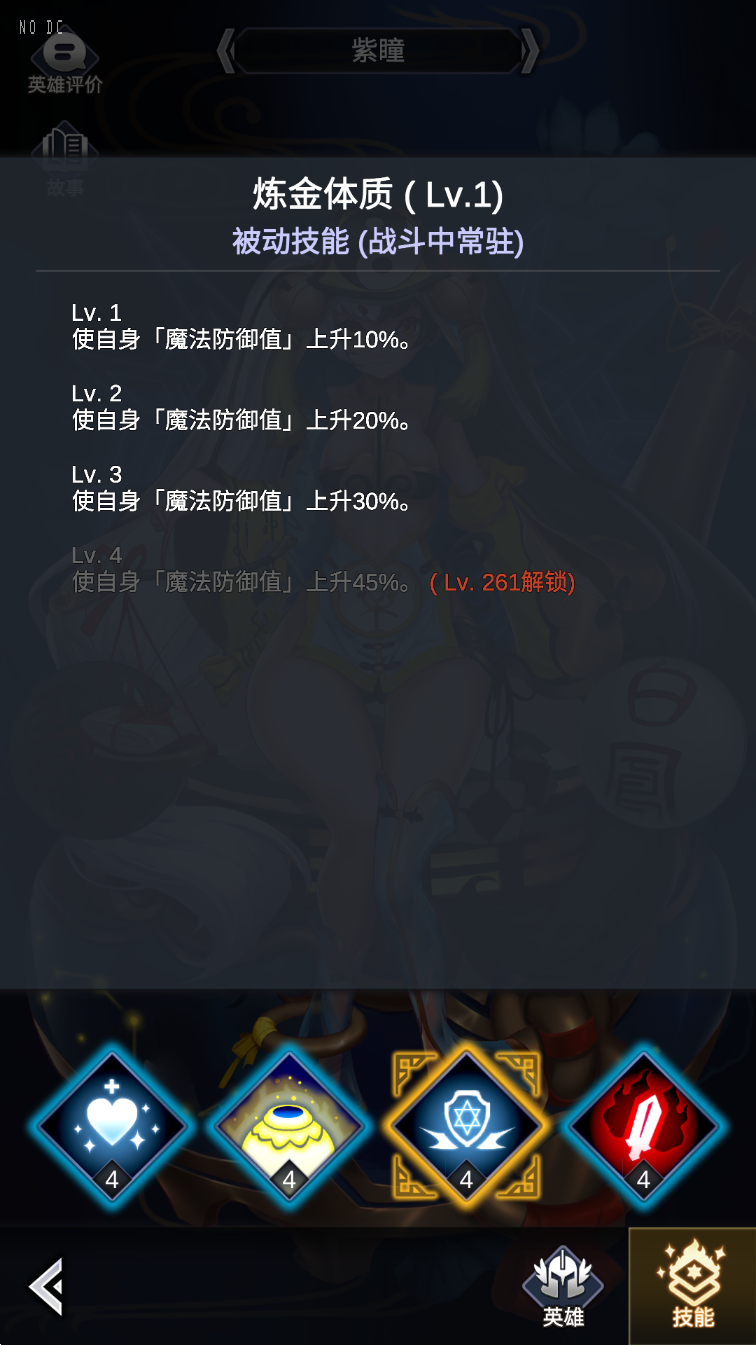 NO DC
紫瞳
英雄评价
故事
炼金体质 ( Lv.1)
被动技能 (战斗中常驻)
Lv. 1
使自身「魔法防御值」上升10%。
Lv. 2
使自身「魔法防御值」上升20%。
Lv. 3
使自身「魔法防御值」上升30%。
Lv. 4
使自身「魔法防御值」上升45%。 ( Lv. 261解锁)
4
4
4
4
英雄
技能